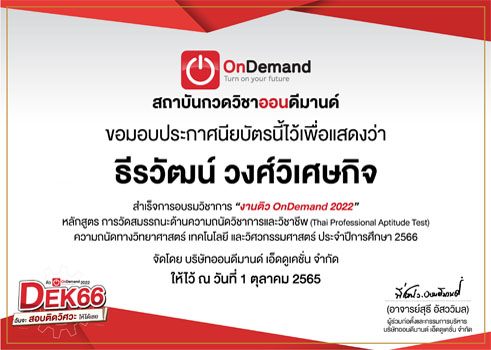 OnDemand
Turn on your future
สถาบันกวดวิชาออนดีมานด์
ขอมอบประกาศนียบัตรนี้ไว้เพื่อแสดงว่า
ธีรวัฒน์ วงศ์วิเศษกิจ
สำเร็จการอบรมวิชาการ “งานติว OnDemand 2022”
หลักสูตร การวัดสมรรถนะด้านความถนัดวิชาการและวิชาชีพ (Thai Professional Aptitude Test)
ความถนัดทางวิทยาศาสตร์ เทคโนโลยี และวิศวกรรมศาสตร์ ประจำปีการศึกษา 2566
จัดโดย บริษัทออนดีมานด์ เอ็ดดูเคชั่น จำกัด
ให้ไว้ ณ วันที่ 1 ตุลาคม 2565
ติว OnDemand 2022
DEK66
ฉันจะ สอบติดวิศวะ ให้ได้เลย
(อาจารย์สุธี อัสววิมล)
ผู้ร่วมก่อตั้งและกรรมการบริหาร
บริษัทออนดีมานด์ เอ็ดดูเคชั่น จำกัด